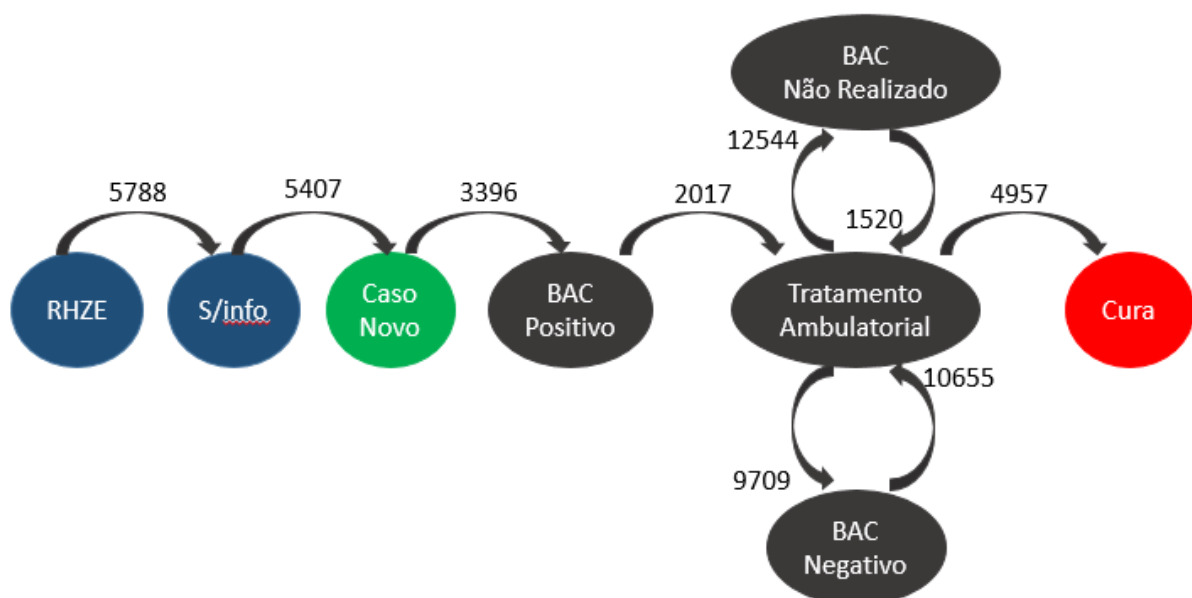 BAC
Não Realizado
12544
5788
5407
3396
2017
1520
4957
RHZE
S/info
Caso
Novo
BAC
Positivo
Tratamento
Ambulatorial
Cura
10655
9709
BAC
Negativo